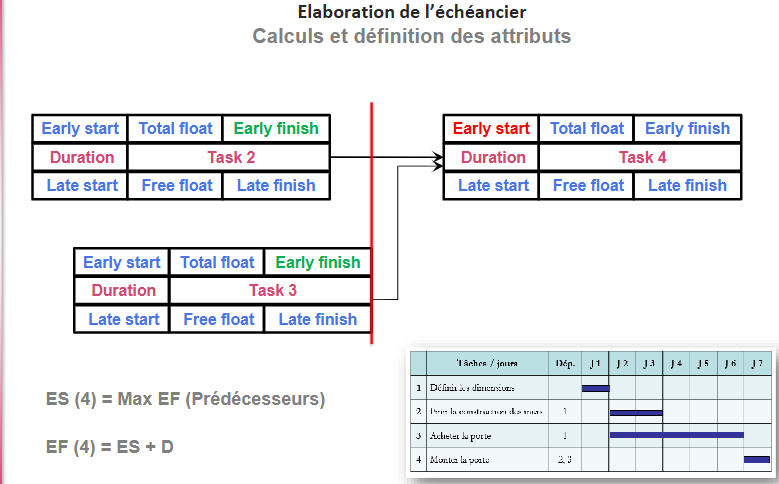 Elaboration de l'échéancier
Calculs et définition des attributs
Early start Total float Early finish
Duration Task 2
Late start Free float Late finish
Early start Total float Early finish
Duration Task 4
Late start Free float Late finish
Early start Total float Early finish
Duration Task 3
Late start Free float Late finish
ES (4) = Max EF (Prédécesseurs)
EF (4) = ES + D
Tâches / jours Dép. J 1 J 2 J 3 J 4 J 5 J 6 J 7
1 Définir les dimensions
2 la construction des murs 1
3 Acheter la porte 1
4 Monter la porte 2, 3